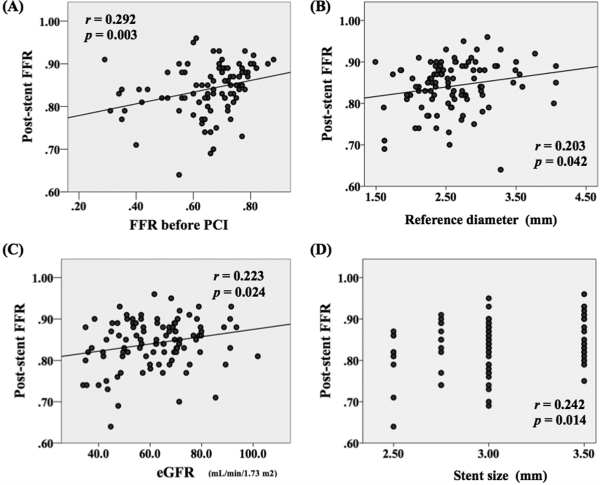 (A)
r = 0.292
p = 0.003
Post-stent FFR
1.00
.90
.80
.70
.60
.20 .40 .60 .80
FFR before PCI
(B)
r = 0.203
p = 0.042
Post-stent FFR
1.00
.90
.80
.70
.60
1.50 2.50 3.50 4.50
Reference diameter (mm)
(C)
r = 0.223
p = 0.024
Post-stent FFR
1.00
.90
.80
.70
.60
40.0 60.0 80.0 100.0
eGFR (mL/min/1.73 m2)
(D)
r = 0.242
p = 0.014
Post-stent FFR
1.00
.90
.80
.70
.60
2.50 3.00 3.50
Stent size (mm)